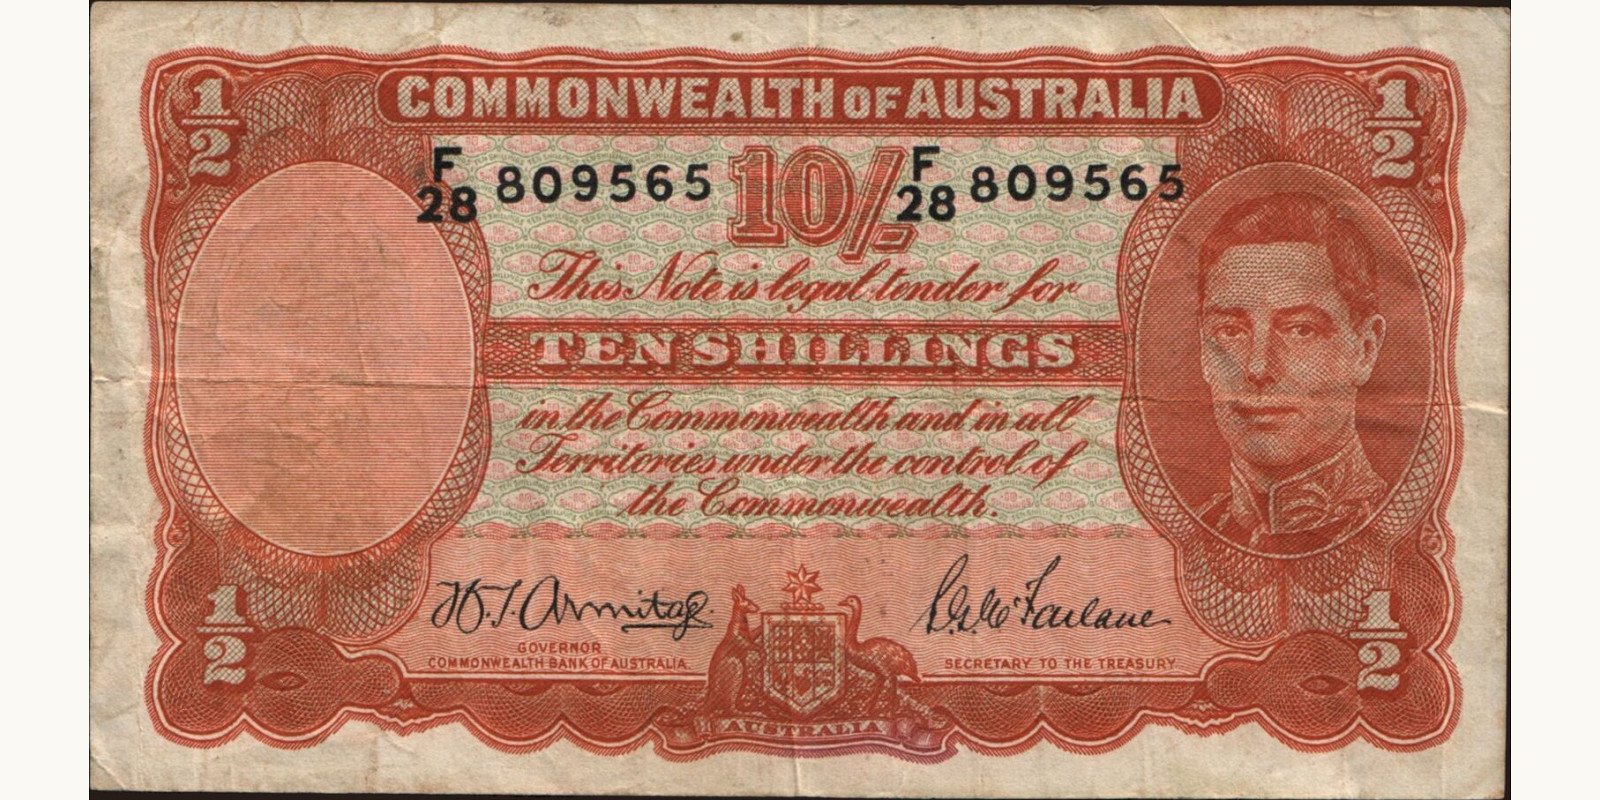 COMMONWEALTH OF AUSTRALIA
1/2
1/2
F/28 809565 10/- F/28 809565
This Note is legal tender for
TEN SHILLINGS
in the Commonwealth and in all
Territories under the control of
the Commonwealth.
H.T. Armitage.
S.G. McFarlane
GOVERNOR
COMMONWEALTH BANK OF AUSTRALIA.
SECRETARY TO THE TREASURY
1/2
1/2
AUSTRALIA